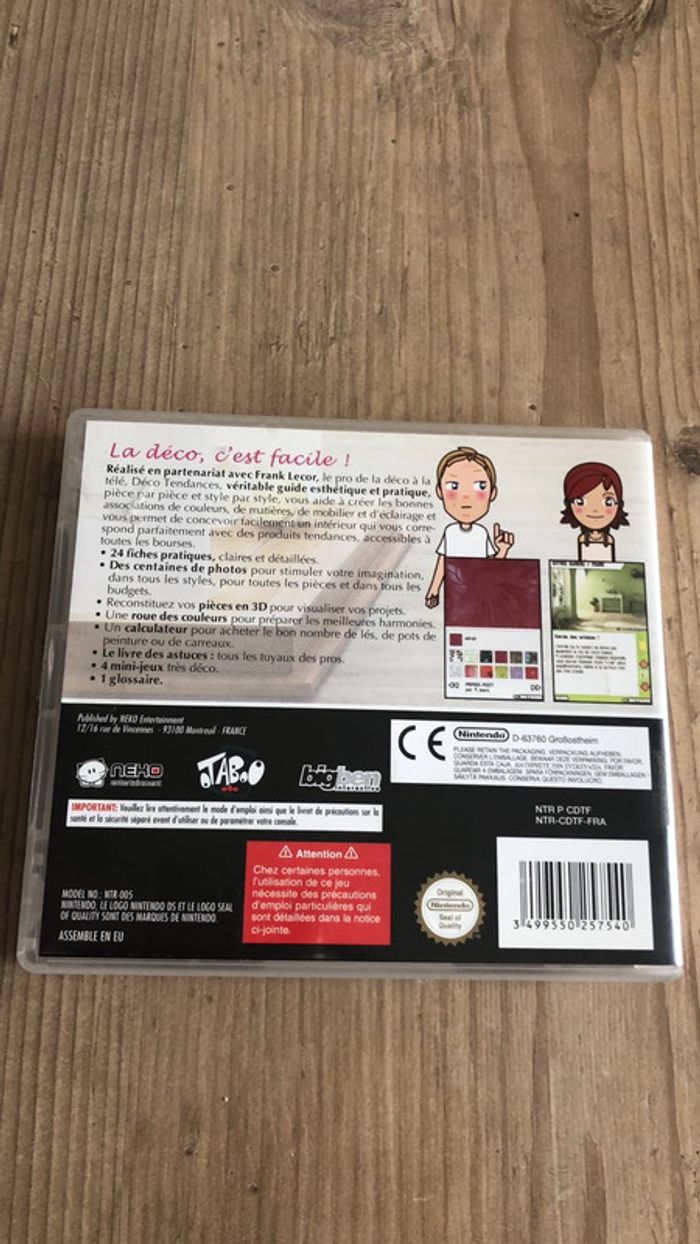 La déco, c'est facile !
Réalisé en partenariat avec Frank Lecor, le pro de la déco à la
télé, Déco Tendances, véritable guide esthétique et pratique,
pièce par pièce et style par style, vous aide à créer les bonnes
associations de couleurs, de matières, de mobilier et d'éclairage et
vous permet de concevoir facilement un intérieur qui vous corres-
pond parfaitement avec des produits tendances, accessibles à
toutes les bourses.
• 24 fiches pratiques, claires et détaillées.
• Des centaines de photos pour stimuler votre imagination,
dans tous les styles, pour toutes les pièces et dans tous les
budgets.
• Reconstituez vos pièces en 3D pour visualiser vos projets.
• Une roue des couleurs pour préparer les meilleures harmonies.
• Un calculateur pour acheter le bon nombre de lés, de pots de
peinture ou de carreaux.
• Le livre des astuces : tous les tuyaux des pros.
• 4 mini-jeux très déco.
• 1 glossaire.
Published by NEKO Entertainment
12/16 rue de Vincennes - 93100 Montreuil - FRANCE
NEKO
entertainment
OTABOO
bigben
interactive
CE
Nintendo D-63760 Großostheim
PLEASE RETAIN THE PACKAGING. VERPACKUNG AUFHEBEN.
CONSERVER L'EMBALLAGE. BEWAAR DEZE VERPAKKING. POR FAVOR,
GUARDA ESTA CAJA.
SÄILYTÄ PAKKAUS. CONSERVA QUESTO INVOLUCRO.
IMPORTANT: Veuillez lire attentivement le mode d'emploi ainsi que le livret de précautions sur la
santé et la sécurité séparé avant d'utiliser ou de paramétrer votre console.
NTR P CDTF
NTR-CDTF-FRA
Attention
Chez certaines personnes,
l'utilisation de ce jeu
nécessite des précautions
d'emploi particulières qui
sont détaillées dans la notice
ci-jointe.
MODEL NO.: NTR-005
NINTENDO, LE LOGO NINTENDO DS ET LE LOGO SEAL
OF QUALITY SONT DES MARQUES DE NINTENDO.
ASSEMBLE EN EU
Original
Nintendo
Seal of
Quality
3 499550 257540